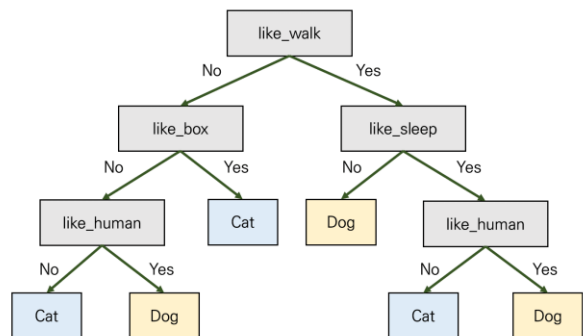 like_walk
No
Yes
like_box
like_sleep
No
Yes
No
Yes
like_human
Cat
Dog
like_human
No
Yes
No
Yes
Cat
Dog
Cat
Dog